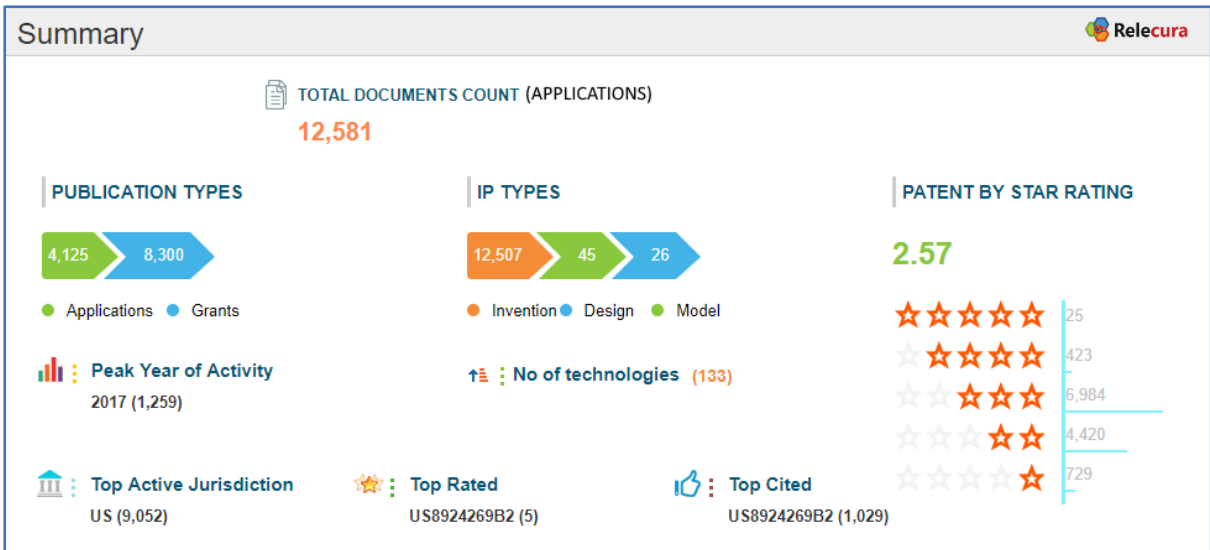 Summary
Relecura
TOTAL DOCUMENTS COUNT (APPLICATIONS)
12,581
PUBLICATION TYPES
4,125 8,300
Applications Grants
IP TYPES
12,507 45 26
Invention Design Model
PATENT BY STAR RATING
2.57
25
423
6,984
4,420
729
Peak Year of Activity
2017 (1,259)
No of technologies (133)
Top Active Jurisdiction
US (9,052)
Top Rated
US8924269B2 (5)
Top Cited
US8924269B2 (1,029)